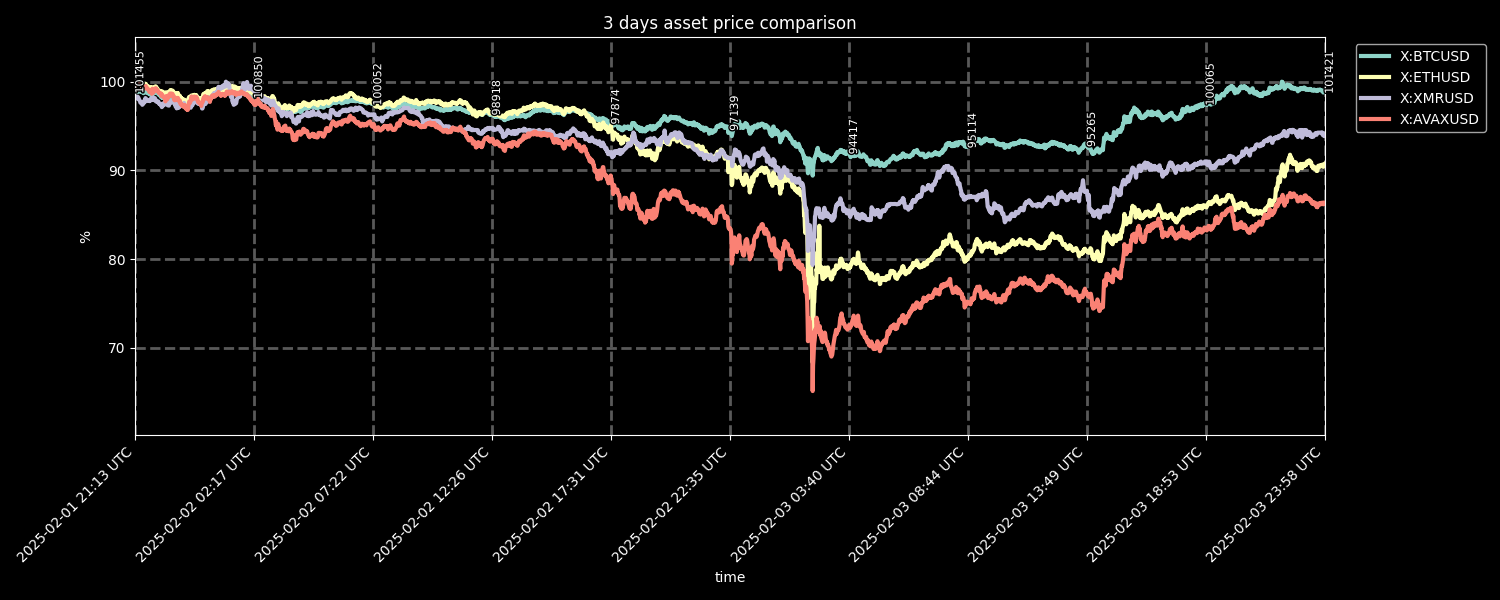 3 days asset price comparison
X:BTCUSD
X:ETHUSD
X:XMRUSD
X:AVAXUSD
101455
100850
100052
98918
97874
97139
94417
95114
95265
100065
101421
100
90
80
70
%
2025-02-01 21:13 UTC
2025-02-02 02:17 UTC
2025-02-02 07:22 UTC
2025-02-02 12:26 UTC
2025-02-02 17:31 UTC
2025-02-02 22:35 UTC
2025-02-03 03:40 UTC
2025-02-03 08:44 UTC
2025-02-03 13:49 UTC
2025-02-03 18:53 UTC
2025-02-03 23:58 UTC
time